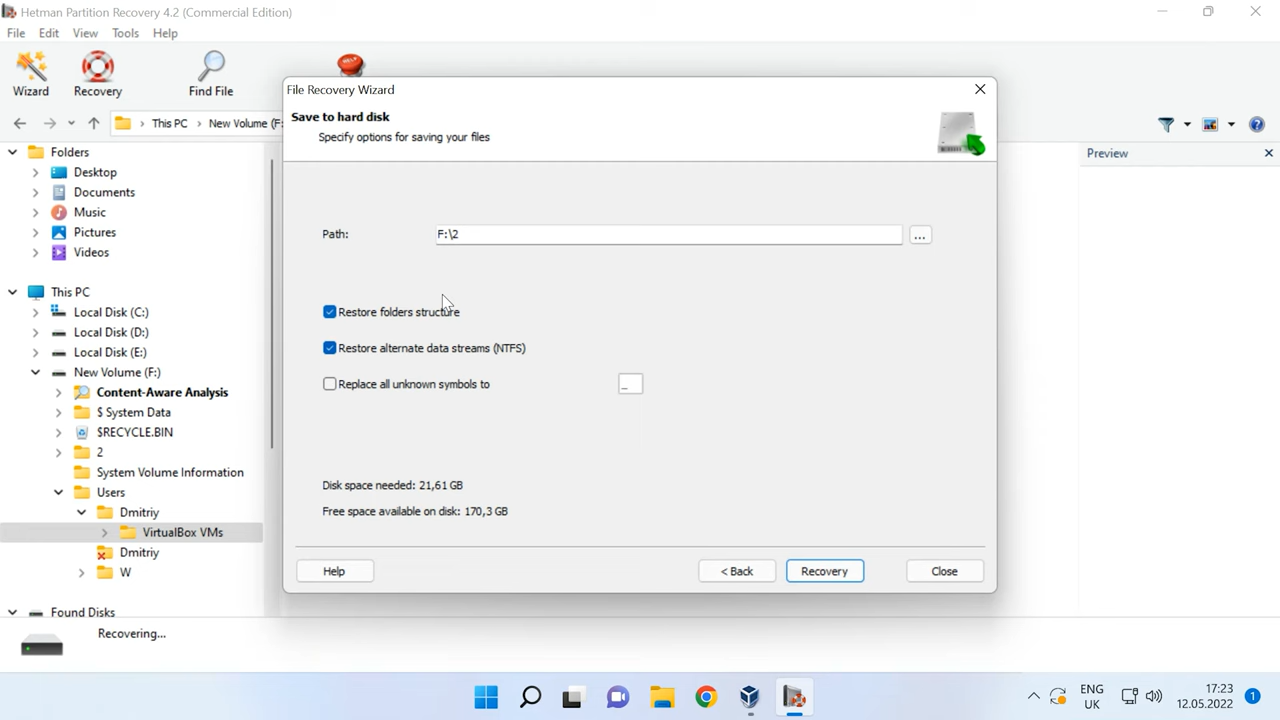 Hetman Partition Recovery 4.2 (Commercial Edition)
File Edit View Tools Help
Wizard Recovery Find File
This PC New Volume (F:
Folders
Desktop
Documents
Music
Pictures
Videos
This PC
Local Disk (C:)
Local Disk (D:)
Local Disk (E:)
New Volume (F:)
Content-Aware Analysis
$ System Data
$RECYCLE.BIN
2
System Volume Information
Users
Dmitriy
VirtualBox VMs
Dmitriy
W
Found Disks
Recovering...
File Recovery Wizard
Save to hard disk
Specify options for saving your files
Path: F:\2 ...
Restore folders structure
Restore alternate data streams (NTFS)
Replace all unknown symbols to _
Disk space needed: 21,61 GB
Free space available on disk: 170,3 GB
Help < Back Recovery Close
Preview
ENG
UK
17:23
12.05.2022
1